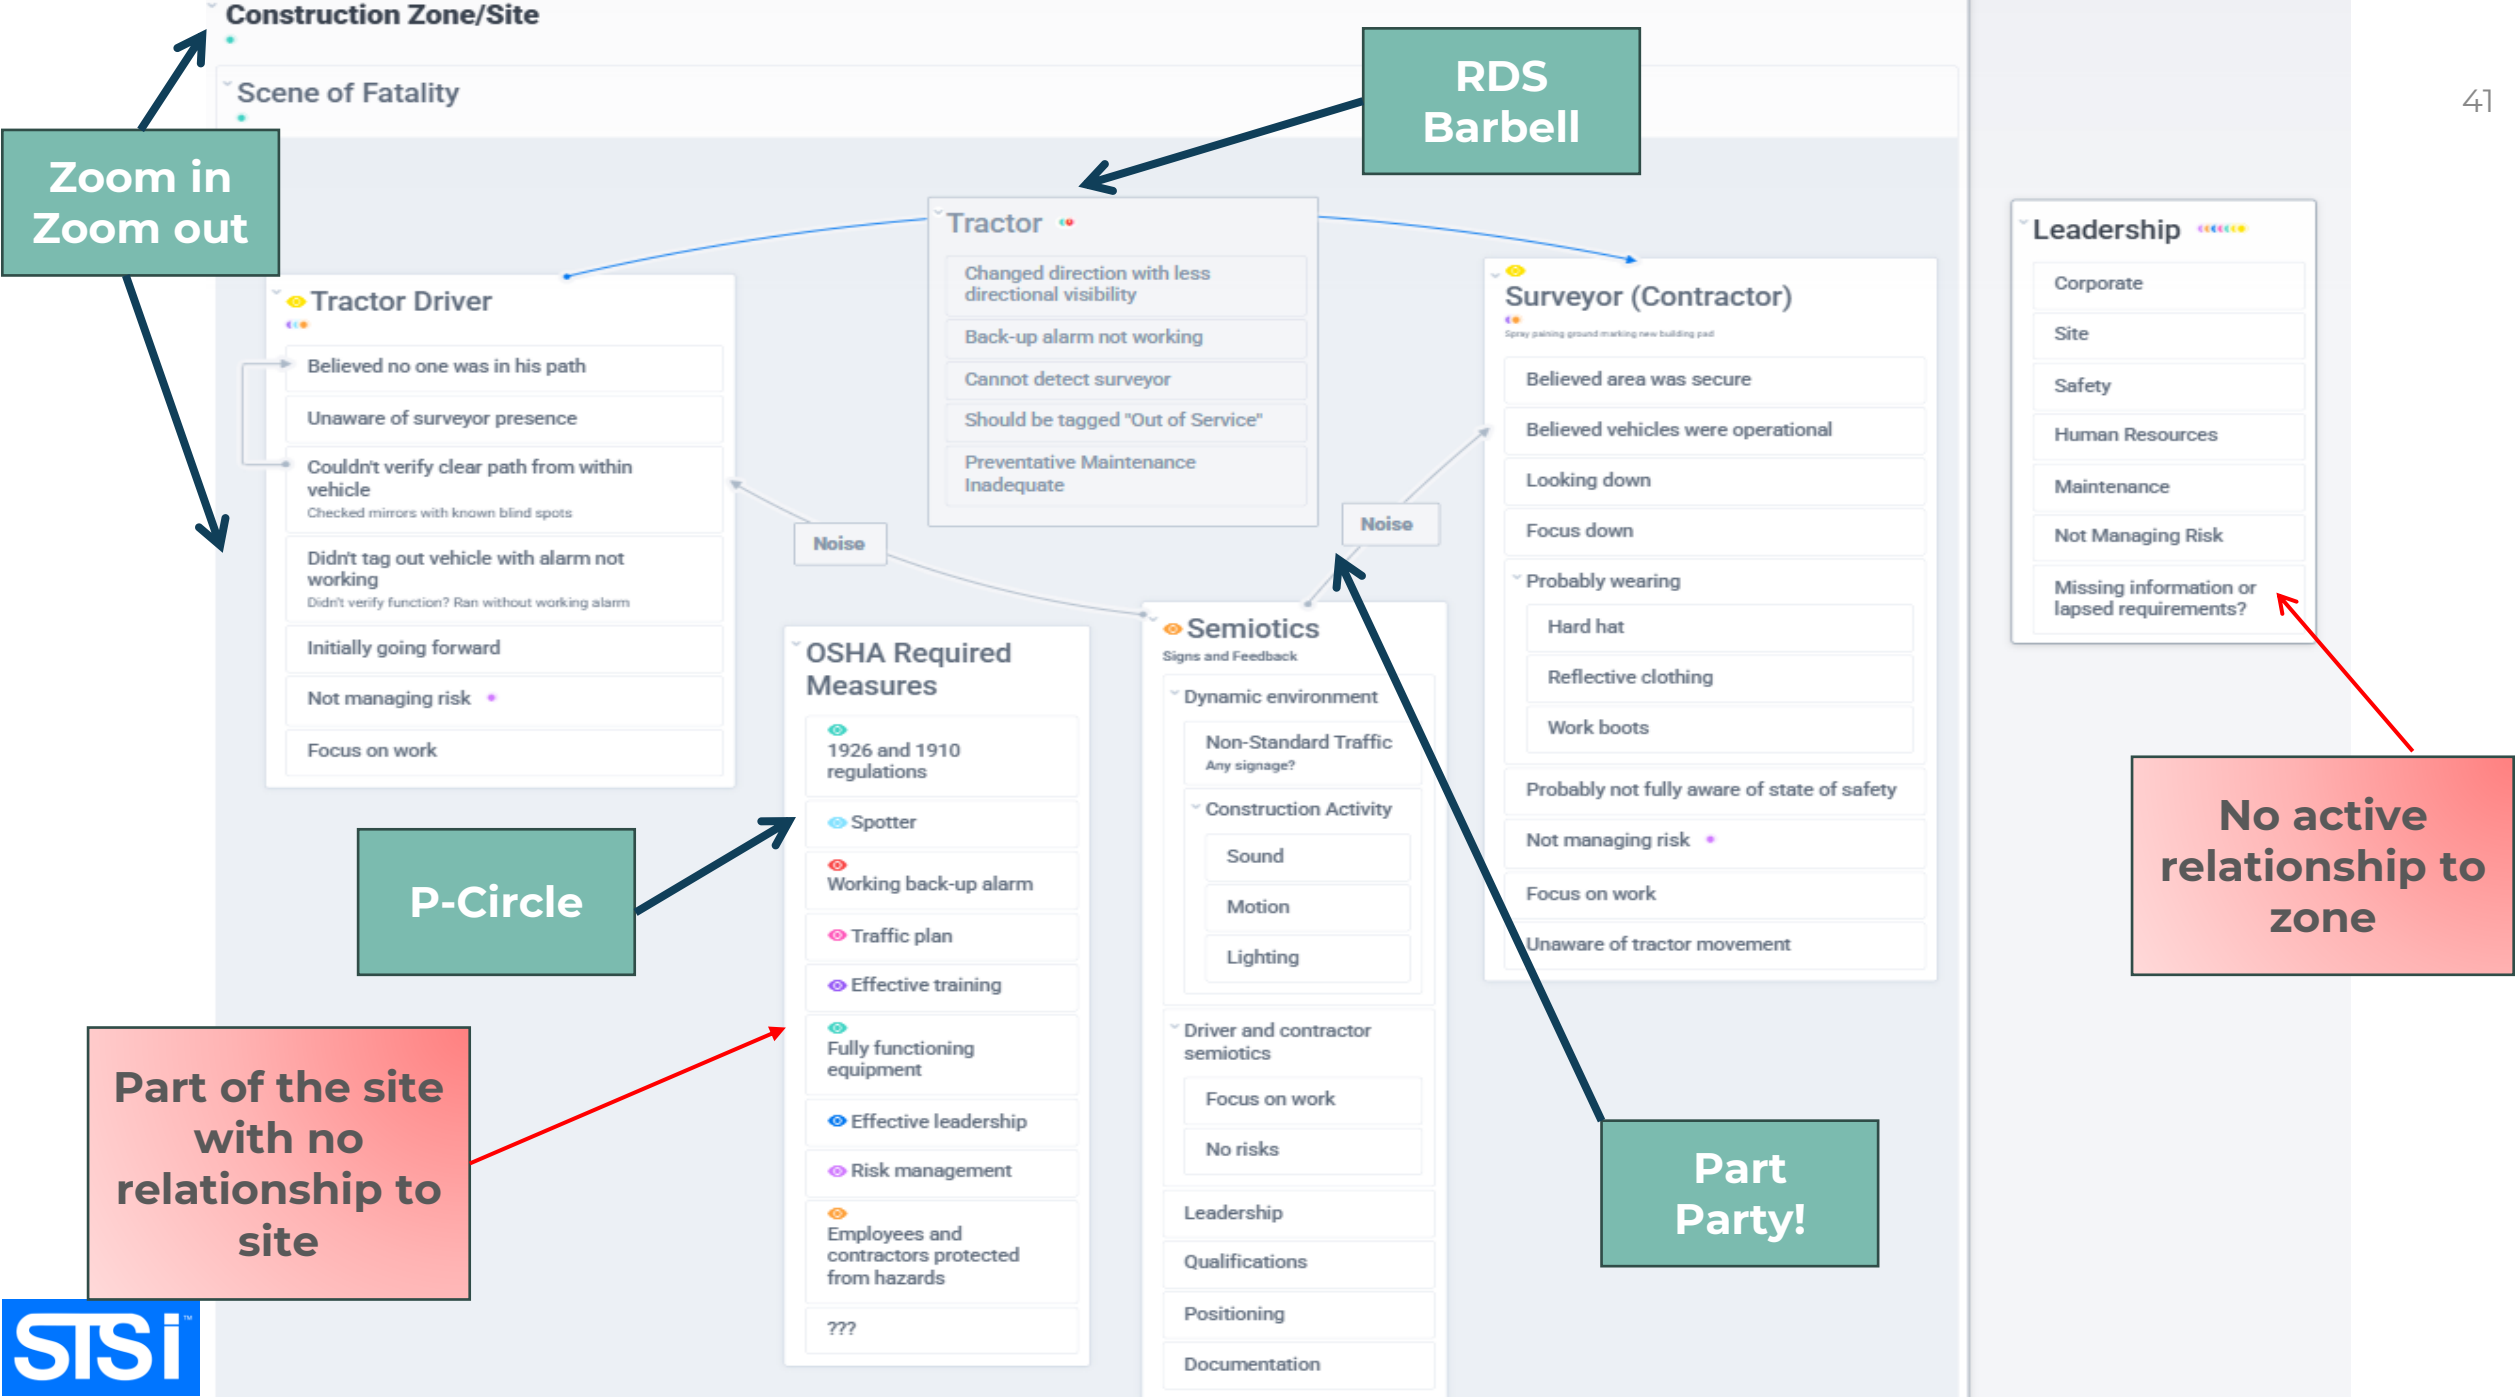 Construction Zone/Site
Scene of Fatality
RDS
Barbell
41
Zoom in
Zoom out
Tractor
Changed direction with less
directional visibility
Back-up alarm not working
Cannot detect surveyor
Should be tagged "Out of Service"
Preventative Maintenance
Inadequate
Tractor Driver
Believed no one was in his path
Unaware of surveyor presence
Couldn't verify clear path from within
vehicle
Checked mirrors with known blind spots
Didn't tag out vehicle with alarm not
working
Didn't verify function? Ran without working alarm
Initially going forward
Not managing risk
Focus on work
Noise
Noise
Surveyor (Contractor)
Spray paining ground marking new building pad
Believed area was secure
Believed vehicles were operational
Looking down
Focus down
Probably wearing
Hard hat
Reflective clothing
Work boots
Probably not fully aware of state of safety
Not managing risk
Focus on work
Unaware of tractor movement
Leadership
Corporate
Site
Safety
Human Resources
Maintenance
Not Managing Risk
Missing information or
lapsed requirements?
No active
relationship to
zone
OSHA Required
Measures
1926 and 1910
regulations
Spotter
Working back-up alarm
Traffic plan
Effective training
Fully functioning
equipment
Effective leadership
Risk management
Employees and
contractors protected
from hazards
???
Semiotics
Signs and Feedback
Dynamic environment
Non-Standard Traffic
Any signage?
Construction Activity
Sound
Motion
Lighting
Driver and contractor
semiotics
Focus on work
No risks
Leadership
Qualifications
Positioning
Documentation
P-Circle
Part of the site
with no
relationship to
site
Part
Party!
STSi™